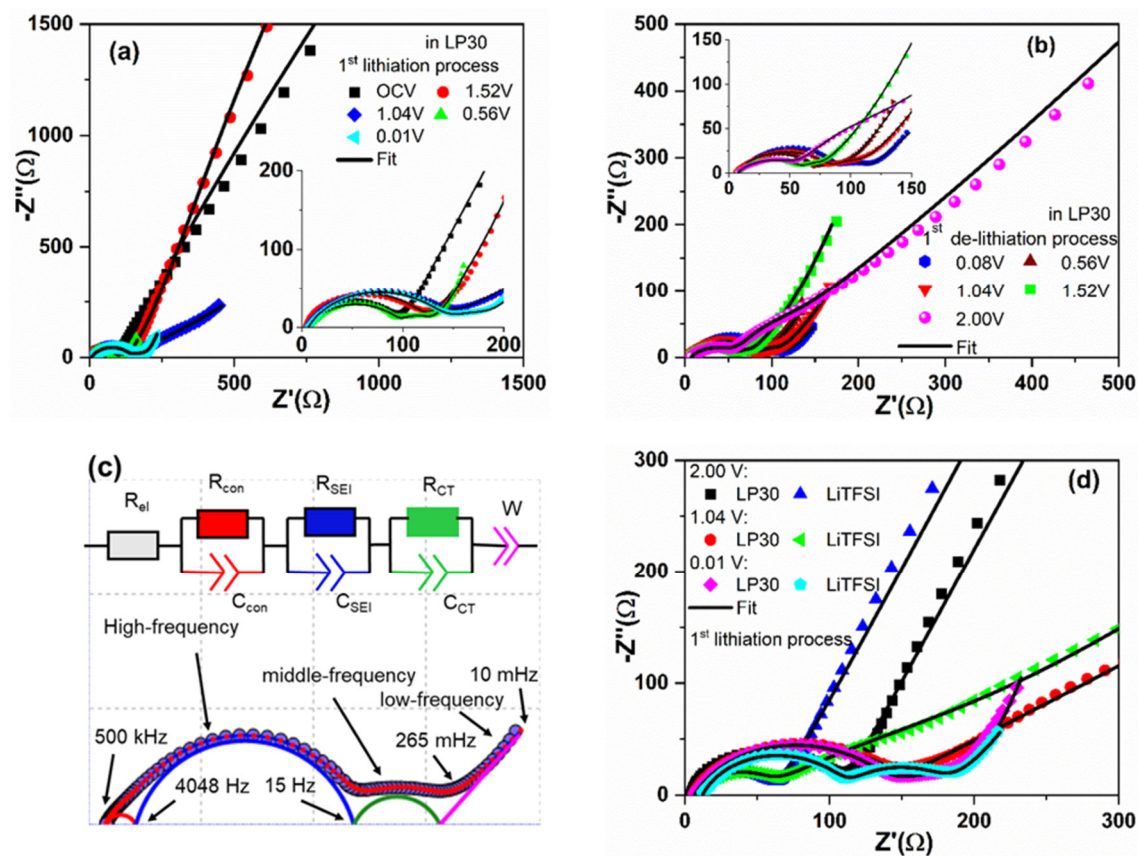 (a)
in LP30
1st lithiation process
OCV 1.52V
1.04V 0.56V
0.01V
Fit
-Z''(Ω)
1500
1000
500
0
0 500 1000 1500
Z'(Ω)
200
100
0
0 100 200
(b)
in LP30
1st de-lithiation process
0.08V 0.56V
1.04V 1.52V
2.00V
Fit
-Z''(Ω)
500
400
300
200
100
0
0 100 200 300 400 500
Z'(Ω)
150
100
50
0
0 50 100 150
(c)
Rel Rcon RSEI RCT W
Ccon CSEI CCT
High-frequency
middle-frequency
low-frequency
10 mHz
500 kHz
4048 Hz
15 Hz
265 mHz
(d)
2.00 V:
LP30 LiTFSI
1.04 V:
LP30 LiTFSI
0.01 V:
LP30 LiTFSI
Fit
1st lithiation process
-Z''(Ω)
300
200
100
0
0 100 200 300
Z'(Ω)